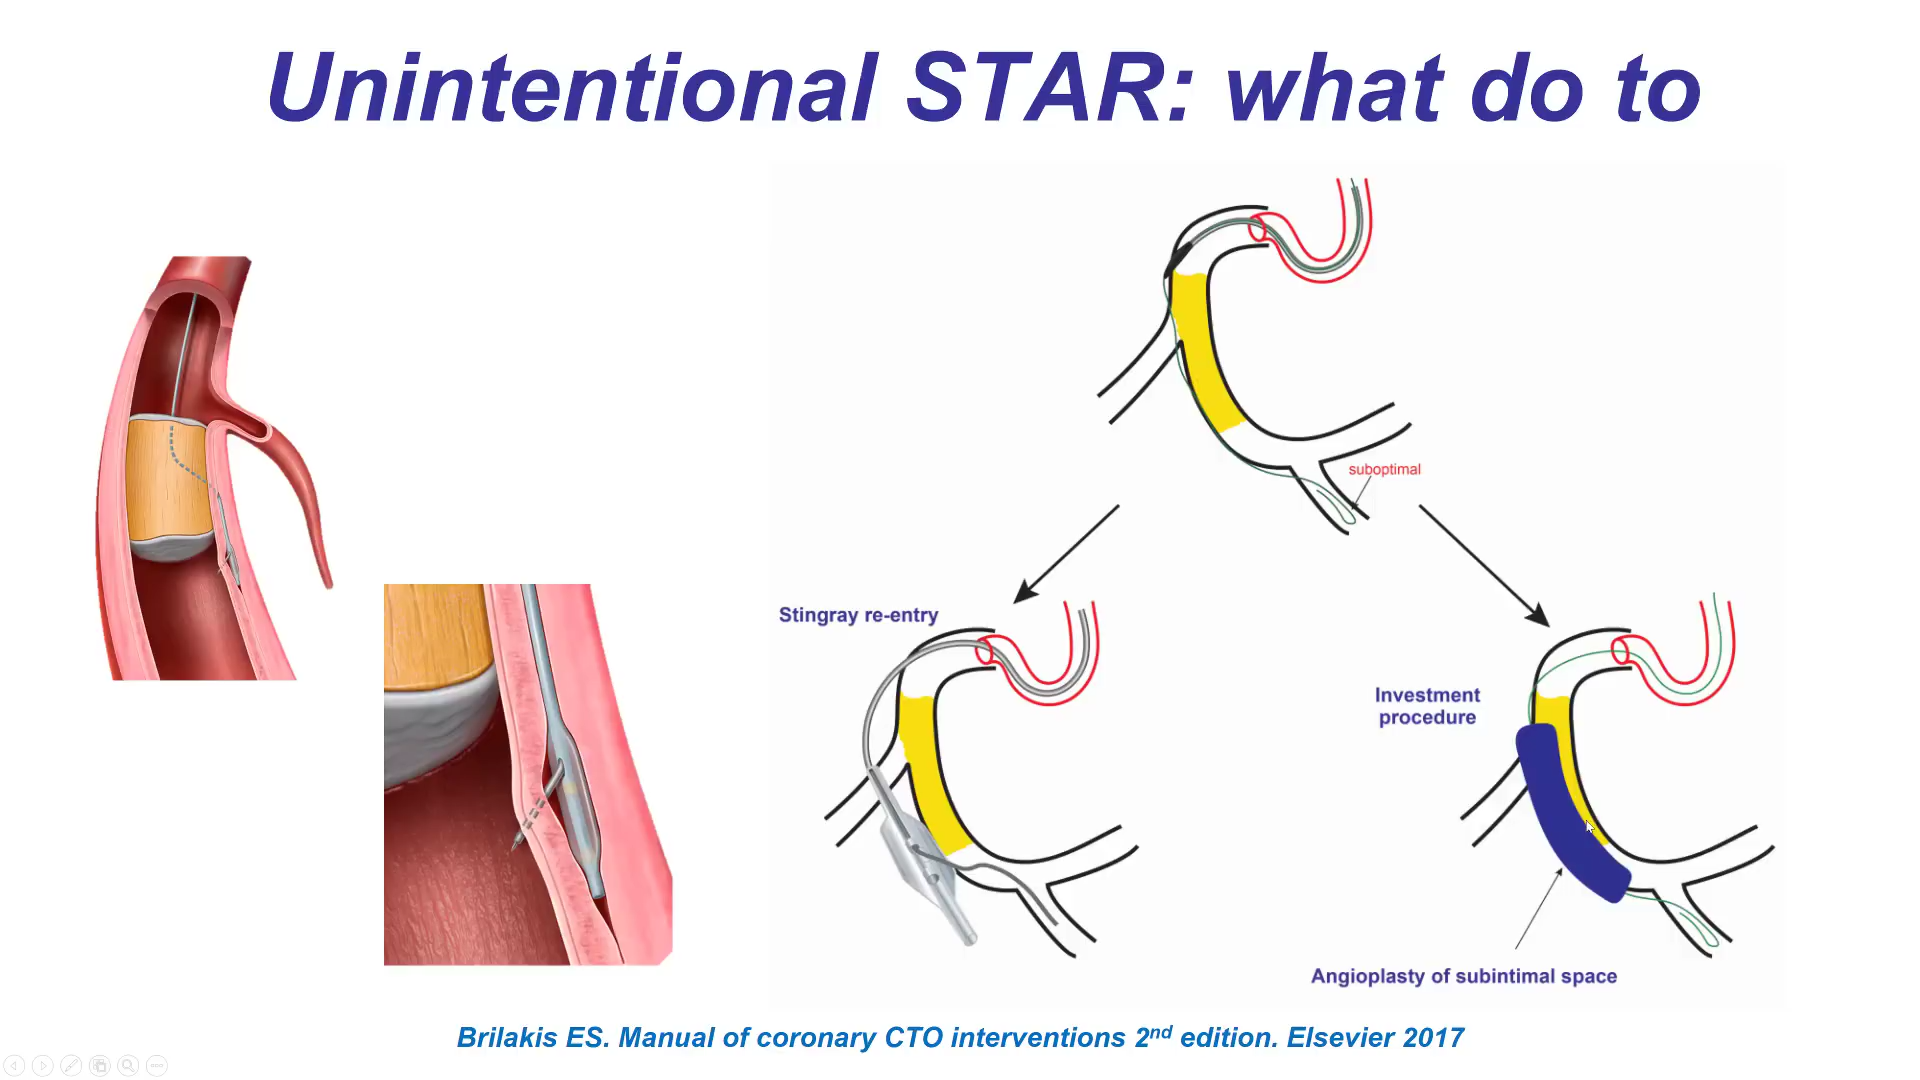 Unintentional STAR: what do to
suboptimal
Stingray re-entry
Investment
procedure
Angioplasty of subintimal space
Brilakis ES. Manual of coronary CTO interventions 2nd edition. Elsevier 2017